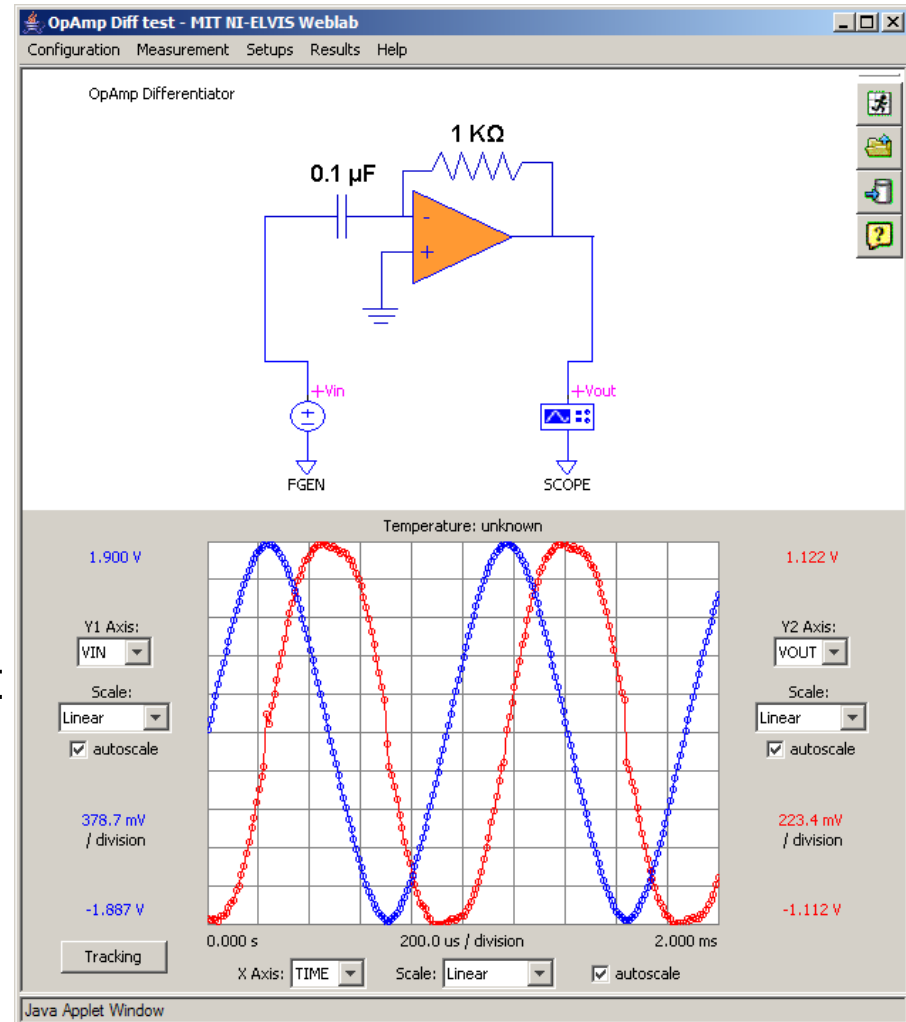 OpAmp Diff test - MIT NI-ELVIS Weblab
Configuration Measurement Setups Results Help
OpAmp Differentiator
1 KΩ
0.1 µF
-
+
+Vin
+Vout
FGEN
SCOPE
Temperature: unknown
1.900 V
1.122 V
Y1 Axis:
VIN
Y2 Axis:
VOUT
Scale:
Linear
autoscale
Scale:
Linear
autoscale
378.7 mV
/ division
223.4 mV
/ division
-1.887 V
-1.112 V
0.000 s 200.0 us / division 2.000 ms
Tracking
X Axis: TIME Scale: Linear autoscale
Java Applet Window